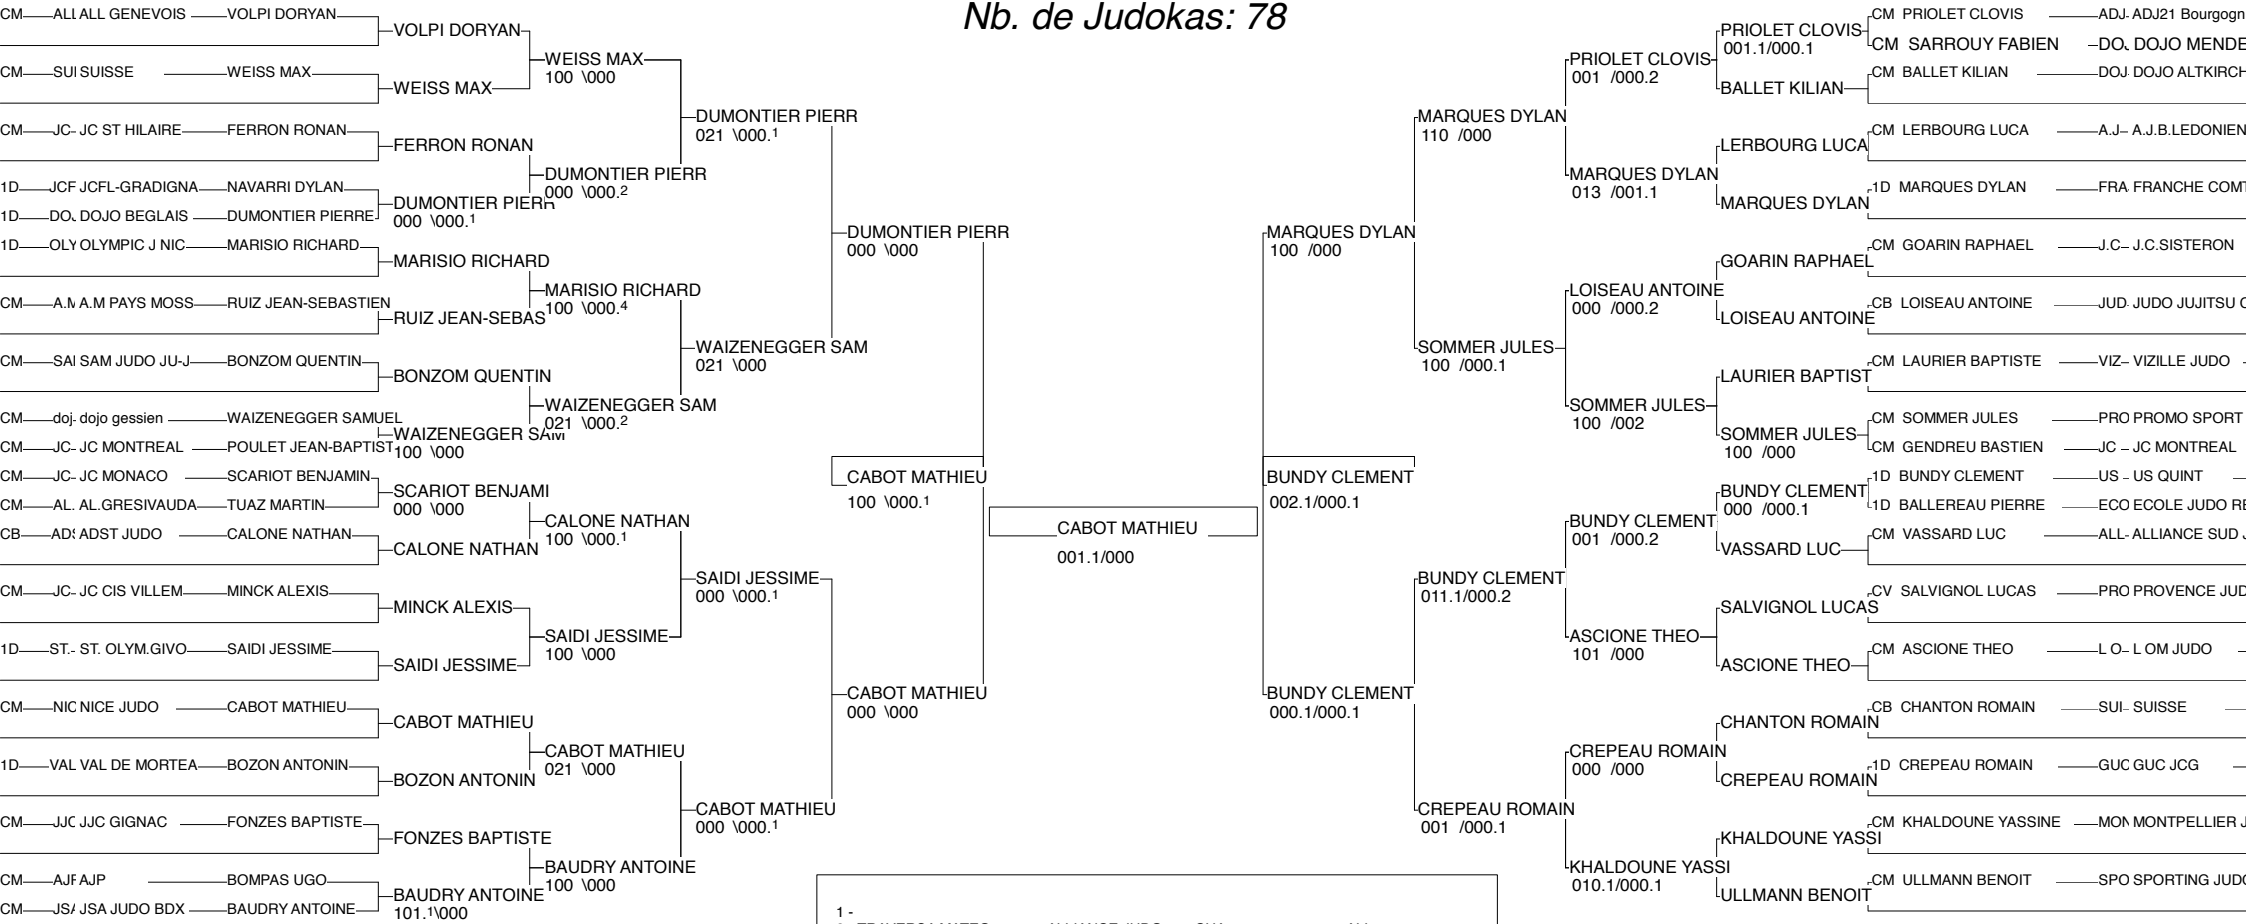 Nb. de Judokas: 78
CM ALL ALL GENEVOIS VOLPI DORYAN
CM SUI SUISSE WEISS MAX
CM JC- JC ST HILAIRE FERRON RONAN
1D JCF JCFL-GRADIGNA NAVARRI DYLAN
1D DOJ DOJO BEGLAIS DUMONTIER PIERRE
1D OLY OLYMPIC J NIC MARISIO RICHARD
CM A.M A.M PAYS MOSS RUIZ JEAN-SEBASTIEN
CM SAI SAM JUDO JU-J BONZOM QUENTIN
CM doj- dojo gessien WAIZENEGGER SAMUEL
CM JC- JC MONTREAL POULET JEAN-BAPTIST
CM JC- JC MONACO SCARIOT BENJAMIN
CM AL. AL.GRESIVAUDA TUAZ MARTIN
CB ADS ADST JUDO CALONE NATHAN
CM JC- JC CIS VILLEM MINCK ALEXIS
1D ST.- ST. OLYM.GIVO SAIDI JESSIME
CM NIC NICE JUDO CABOT MATHIEU
1D VAL VAL DE MORTEA BOZON ANTONIN
CM JJC JJC GIGNAC FONZES BAPTISTE
CM AJF AJP BOMPAS UGO
CM JSA JSA JUDO BDX BAUDRY ANTOINE
VOLPI DORYAN
WEISS MAX
FERRON RONAN
DUMONTIER PIERR
000 \000.1
MARISIO RICHARD
RUIZ JEAN-SEBAS
BONZOM QUENTIN
WAIZENEGGER SAM
100 \000
SCARIOT BENJAMI
000 \000
CALONE NATHAN
MINCK ALEXIS
SAIDI JESSIME
CABOT MATHIEU
BOZON ANTONIN
FONZES BAPTISTE
BAUDRY ANTOINE
101.1\000
WEISS MAX
100 \000
DUMONTIER PIERR
000 \000.2
MARISIO RICHARD
100 \000.4
WAIZENEGGER SAM
021 \000.2
CALONE NATHAN
100 \000.1
SAIDI JESSIME
100 \000
CABOT MATHIEU
021 \000
BAUDRY ANTOINE
100 \000
DUMONTIER PIERR
021 \000.1
WAIZENEGGER SAM
021 \000
SAIDI JESSIME
000 \000.1
CABOT MATHIEU
000 \000.1
DUMONTIER PIERR
000 \000
CABOT MATHIEU
100 \000.1
CABOT MATHIEU
000 \000
CABOT MATHIEU
001.1/000
MARQUES DYLAN
100 /000
BUNDY CLEMENT
002.1/000.1
BUNDY CLEMENT
000.1/000.1
MARQUES DYLAN
110 /000
SOMMER JULES
100 /000.1
BUNDY CLEMENT
011.1/000.2
CREPEAU ROMAIN
001 /000.1
PRIOLET CLOVIS
001 /000.2
MARQUES DYLAN
013 /001.1
LOISEAU ANTOINE
000 /000.2
SOMMER JULES
100 /002
BUNDY CLEMENT
001 /000.2
ASCIONE THEO
101 /000
CREPEAU ROMAIN
000 /000
KHALDOUNE YASSI
010.1/000.1
PRIOLET CLOVIS
001.1/000.1
BALLET KILIAN
LERBOURG LUCA
MARQUES DYLAN
GOARIN RAPHAEL
LOISEAU ANTOINE
LAURIER BAPTIST
SOMMER JULES
100 /000
BUNDY CLEMENT
000 /000.1
VASSARD LUC
SALVIGNOL LUCAS
ASCIONE THEO
CHANTON ROMAIN
CREPEAU ROMAIN
KHALDOUNE YASSI
ULLMANN BENOIT
CM PRIOLET CLOVIS ADJ- ADJ21 Bourgogn
CM SARROUY FABIEN DOJ DOJO MENDE
CM BALLET KILIAN DOJ- DOJO ALTKIRCH
CM LERBOURG LUCA A.J- A.J.B.LEDONIEN
1D MARQUES DYLAN FRA FRANCHE COMT
CM GOARIN RAPHAEL J.C- J.C.SISTERON
CB LOISEAU ANTOINE JUD- JUDO JUJITSU
CM LAURIER BAPTISTE VIZ- VIZILLE JUDO
CM SOMMER JULES PRO PROMO SPORT
CM GENDREU BASTIEN JC - JC MONTREAL
1D BUNDY CLEMENT US - US QUINT
1D BALLEREAU PIERRE ECO ECOLE JUDO RE
CM VASSARD LUC ALL- ALLIANCE SUD
CV SALVIGNOL LUCAS PRO PROVENCE JUD
CM ASCIONE THEO L O- L OM JUDO
CB CHANTON ROMAIN SUI- SUISSE
1D CREPEAU ROMAIN GUC GUC JCG
CM KHALDOUNE YASSINE MON MONTPELLIER
CM ULLMANN BENOIT SPO SPORTING JUDO
1 -